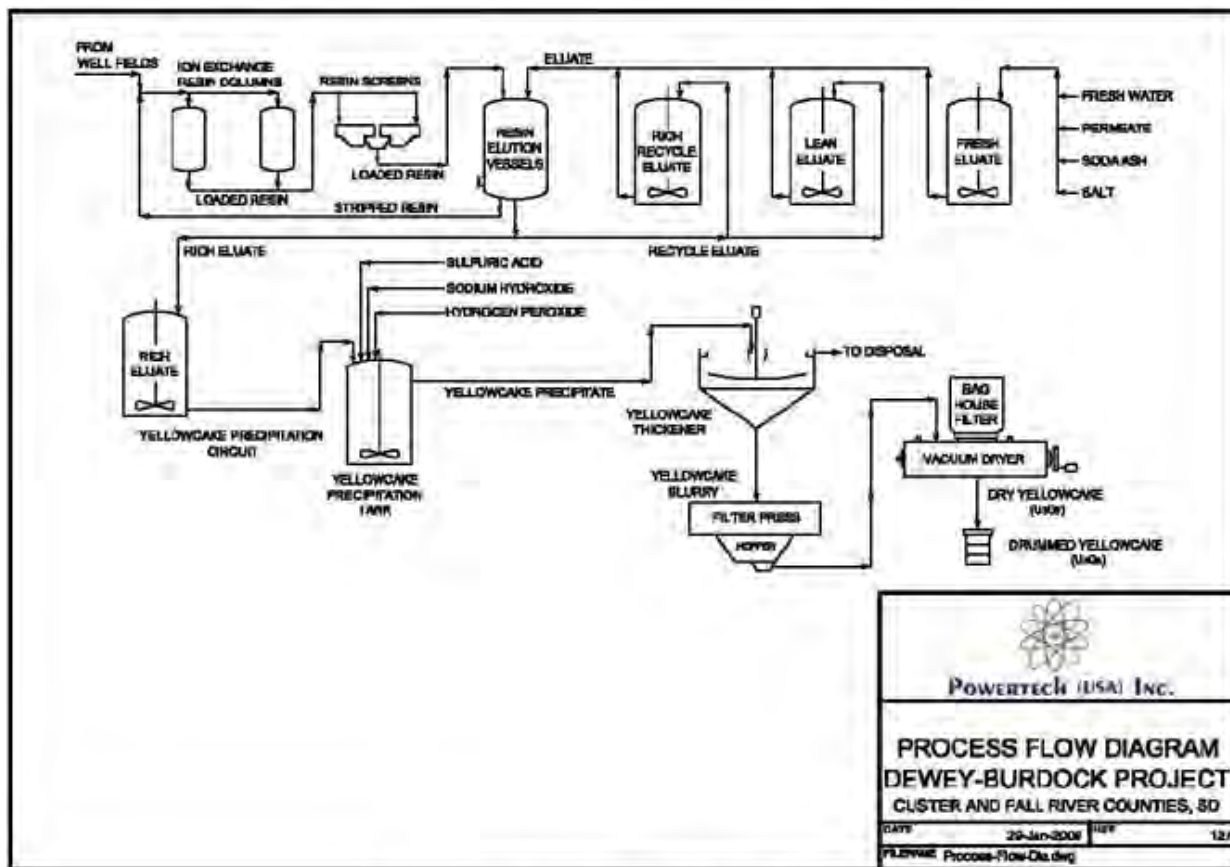 FROM
WELL FIELDS
ION EXCHANGE
RESIN COLUMNS
RESIN SCREENS
ELUATE
RESIN
ELUTION
VESSELS
RICH
RECYCLE
ELUATE
LEAN
ELUATE
FRESH
ELUATE
FRESH WATER
PERMEATE
SODA ASH
SALT
LOADED RESIN
LOADED RESIN
STRIPPED RESIN
RICH ELUATE
RECYCLE ELUATE
SULFURIC ACID
SODIUM HYDROXIDE
HYDROGEN PEROXIDE
RICH
ELUATE
YELLOWCAKE PRECIPITATION
CIRCUIT
YELLOWCAKE
PRECIPITATION
TANK
YELLOWCAKE PRECIPITATE
TO DISPOSAL
YELLOWCAKE
THICKENER
YELLOWCAKE
SLURRY
FILTER PRESS
HOPPER
BAG
HOUSE
FILTER
VACUUM DRYER
DRY YELLOWCAKE
(U₃O₈)
DRUMMED YELLOWCAKE
(U₃O₈)
POWERTECH (USA) INC.
PROCESS FLOW DIAGRAM
DEWEY-BURDOCK PROJECT
CUSTER AND FALL RIVER COUNTIES, SD
DATE
FILENAME Process-Flow-Dia.dwg